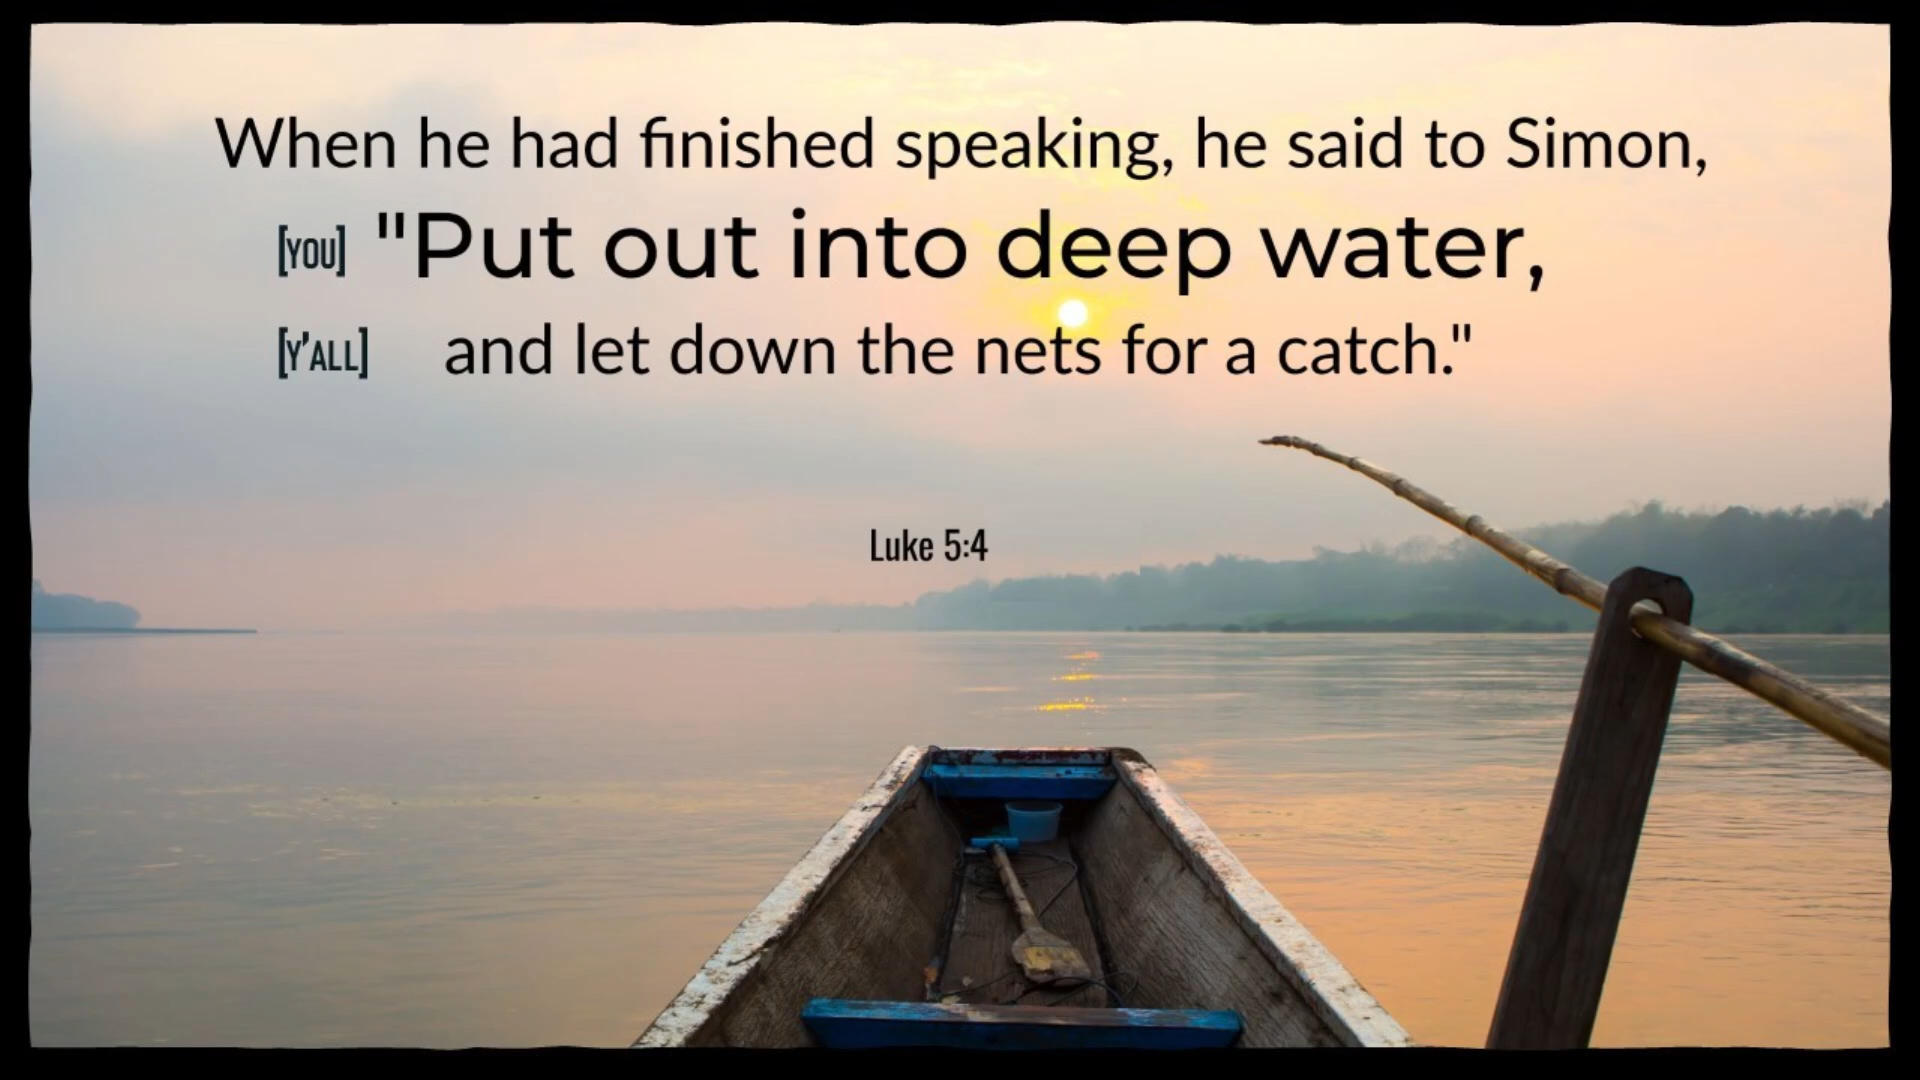 When he had finished speaking, he said to Simon,
[YOU] "Put out into deep water,
[Y'ALL] and let down the nets for a catch."
Luke 5:4